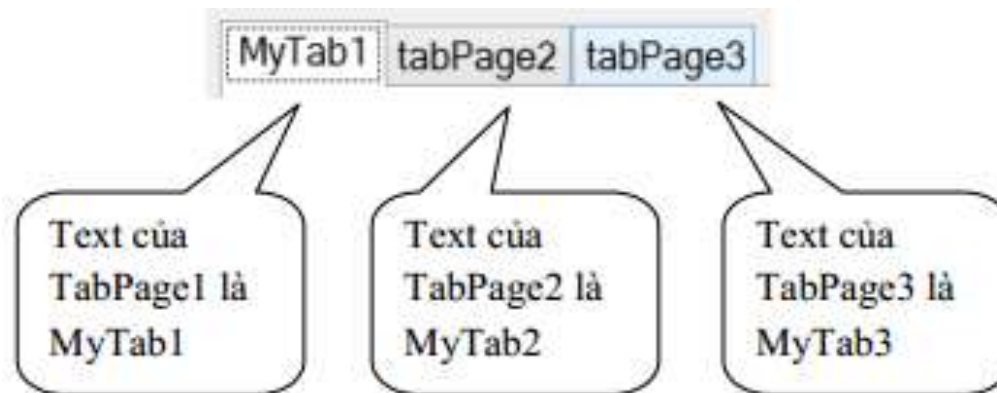 MyTab1 tabPage2 tabPage3
Text của
TabPage1 là
MyTab1
Text của
TabPage2 là
MyTab2
Text của
TabPage3 là
MyTab3